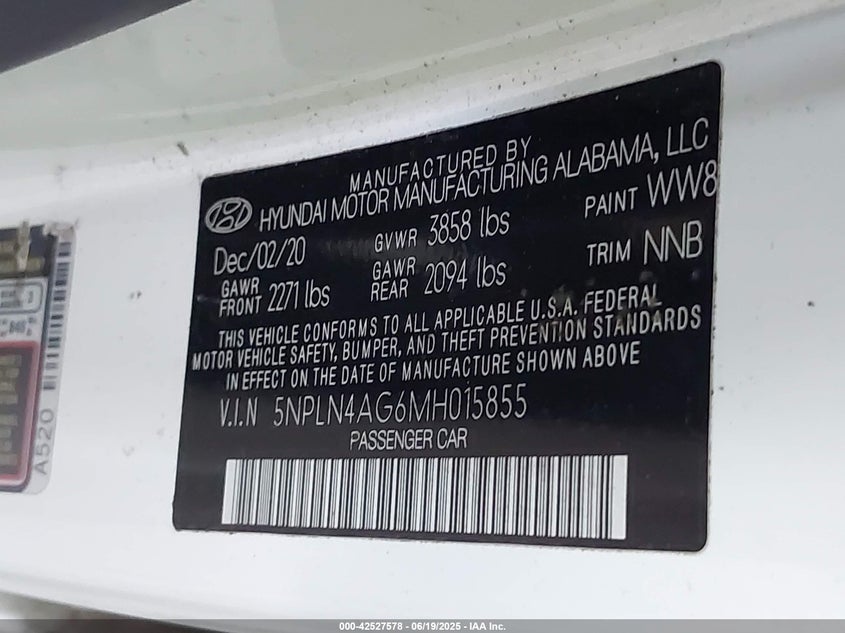 MANUFACTURED BY
HYUNDAI MOTOR MANUFACTURING ALABAMA, LLC
Dec/02/20 GVWR 3858 lbs PAINT WW8
GAWR FRONT 2271 lbs GAWR REAR 2094 lbs TRIM NNB
THIS VEHICLE CONFORMS TO ALL APPLICABLE U.S.A. FEDERAL
MOTOR VEHICLE SAFETY, BUMPER, AND THEFT PREVENTION STANDARDS
IN EFFECT ON THE DATE OF MANUFACTURE SHOWN ABOVE
V.I.N 5NPLN4AG6MH015855
PASSENGER CAR
A520
000-42527578 - 06/19/2025 - IAA Inc.